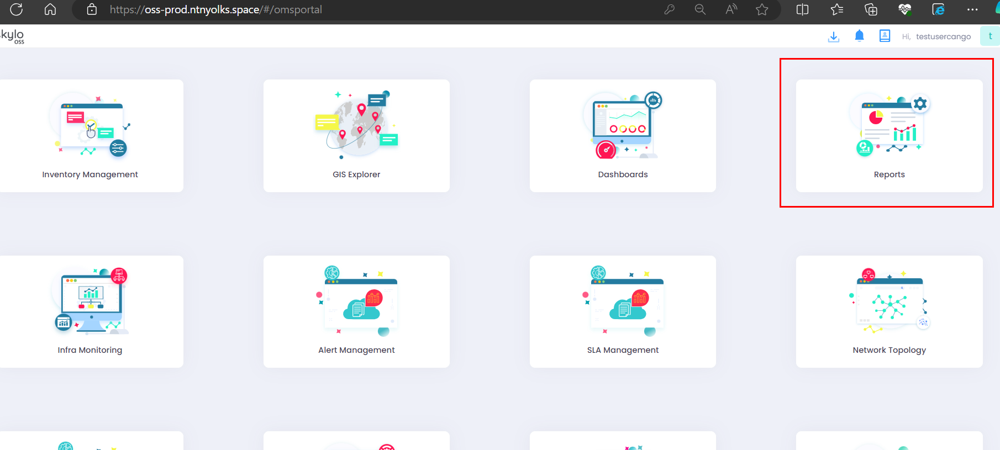 https://oss-prod.ntnyolks.space/#/omsportal
skylo
oss
Hi, testusercango t
Inventory Management
GIS Explorer
Dashboards
Reports
Infra Monitoring
Alert Management
SLA Management
Network Topology